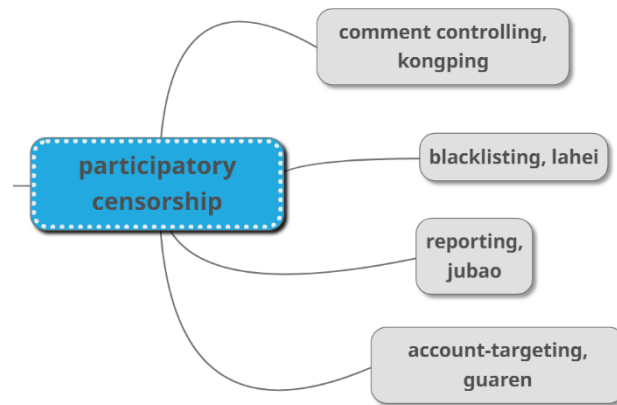 comment controlling,
kongping
participatory
censorship
blacklisting, lahei
reporting,
jubao
account-targeting,
guaren